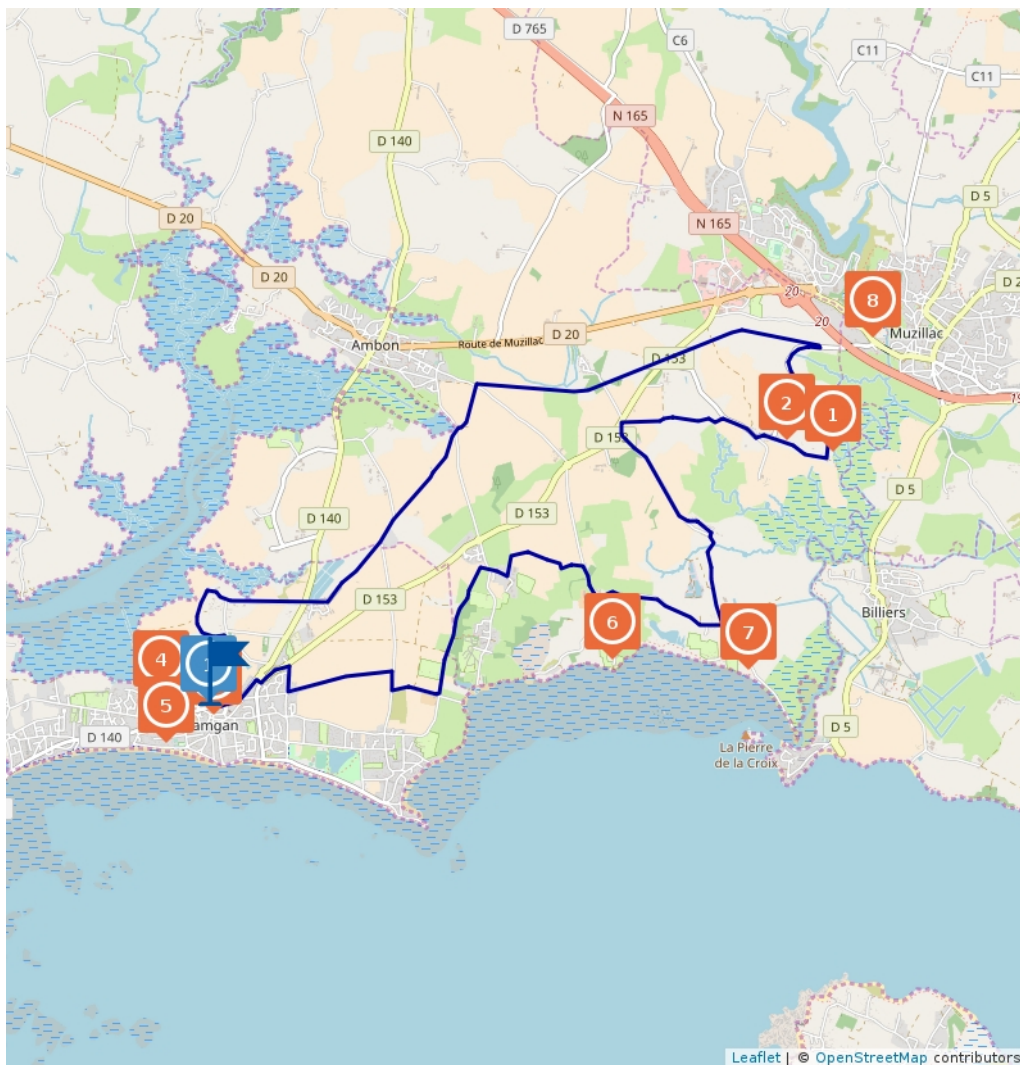 D 765
C6
C11
C11
N 165
D 140
D 5
D 20
N 165
D 20
20
D 2
8
20
Muzillac
D 20
Ambon
Route de Muzillac
D 153
19
2
1
D 153
D 5
D 140
D 153
D 153
Billiers
6
7
4
5
amgan
D 140
D 5
La Pierre
de la Croix
Leaflet | © OpenStreetMap contributors